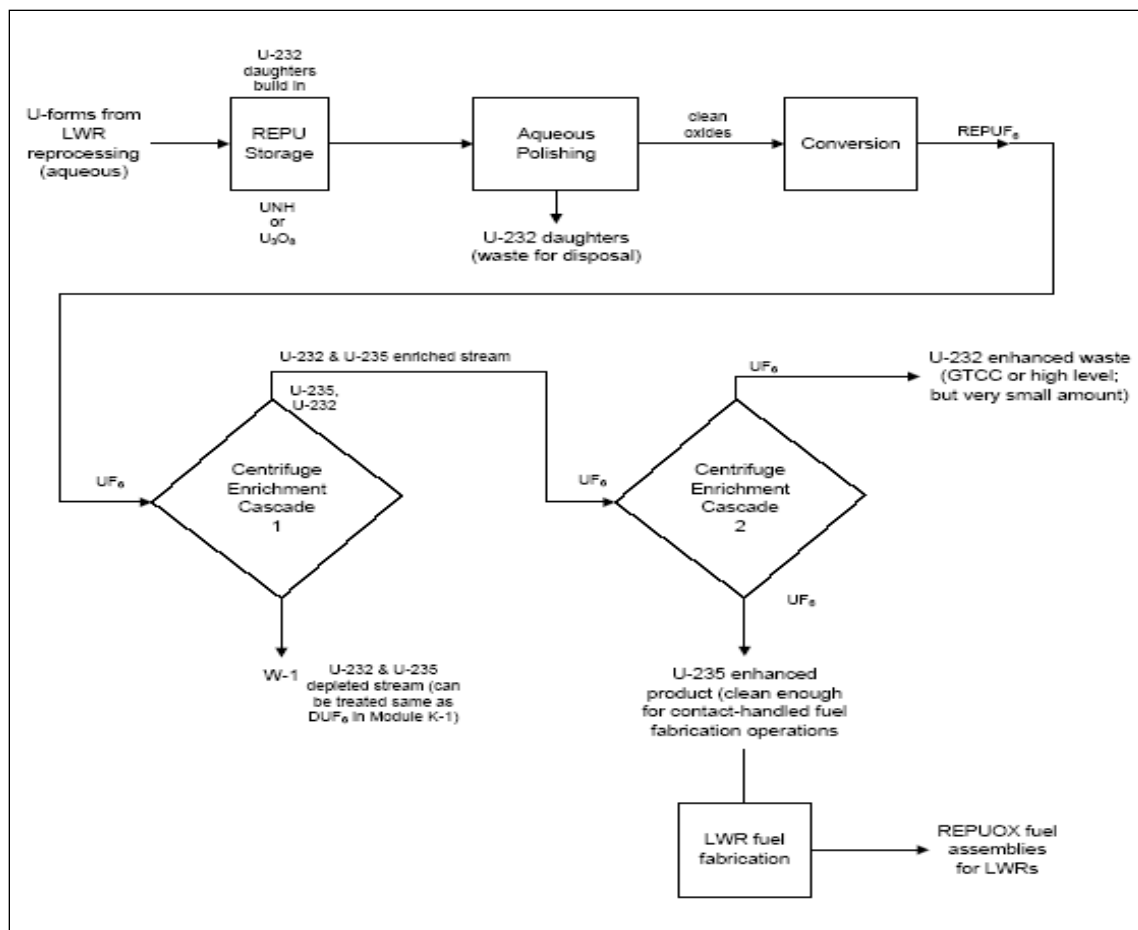 U-232
daughters
build in
U-forms from
LWR
reprocessing
(aqueous)
REPU
Storage
UNH
or
U₃O₈
Aqueous
Polishing
U-232 daughters
(waste for disposal)
clean
oxides
Conversion
REPUF₆
U-232 & U-235 enriched stream
U-235,
U-232
UF₆
Centrifuge
Enrichment
Cascade
1
W-1
U-232 & U-235
depleted stream (can
be treated same as
DUF₆ in Module K-1)
UF₆
Centrifuge
Enrichment
Cascade
2
UF₆
U-232 enhanced waste
(GTCC or high level;
but very small amount)
UF₆
U-235 enhanced
product (clean enough
for contact-handled fuel
fabrication operations
LWR fuel
fabrication
REPUOX fuel
assemblies
for LWRs